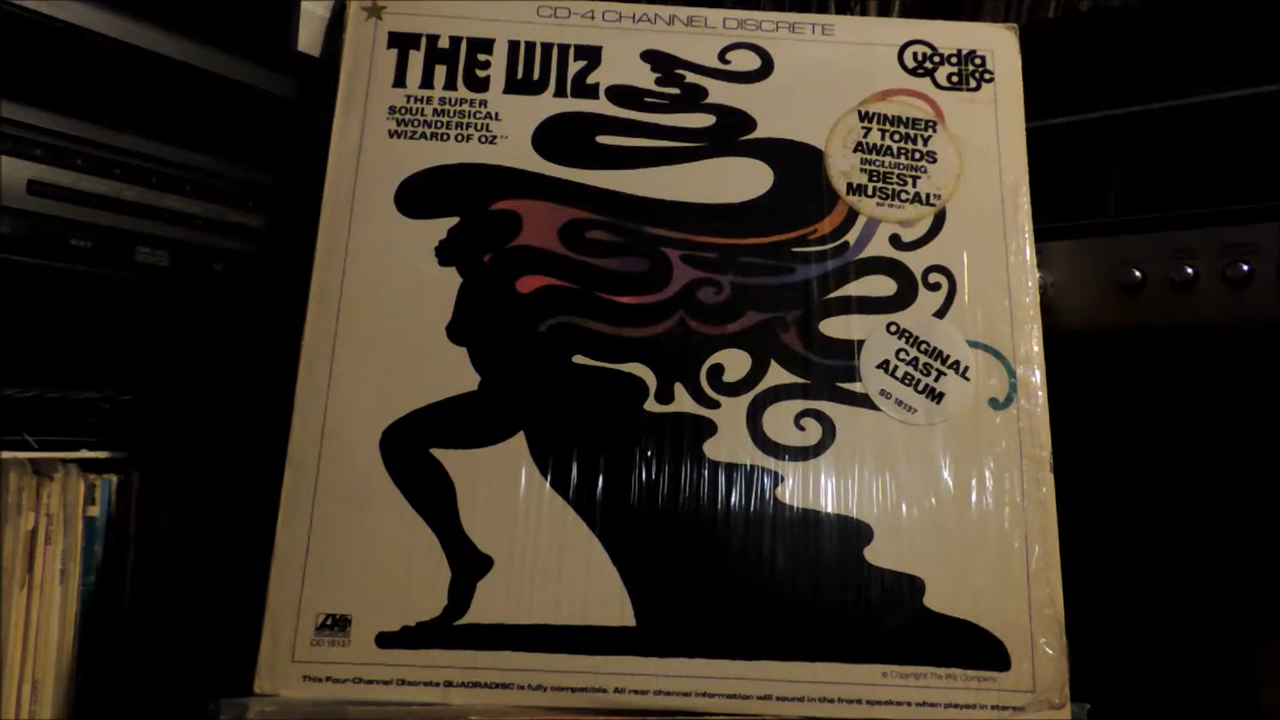 CD-4 CHANNEL DISCRETE
THE WIZ
THE SUPER
SOUL MUSICAL
"WONDERFUL
WIZARD OF OZ"
Quadra
disc
WINNER
7 TONY
AWARDS
INCLUDING
"BEST
MUSICAL"
SD 18137
ORIGINAL
CAST
ALBUM
SD 18137
QD 18137
© Copyright The Wiz Company
This Four-Channel Discrete QUADRADISC is fully compatible. All rear channel information will sound in the front speakers when played in stereo.